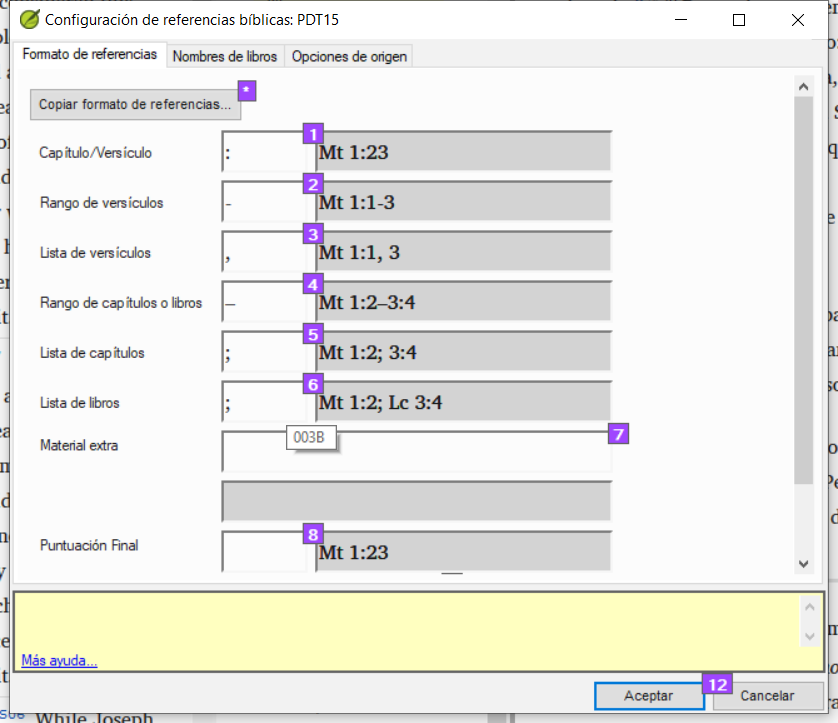 Configuración de referencias bíblicas: PDT15
Formato de referencias Nombres de libros Opciones de origen
Copiar formato de referencias... *
Capítulo/Versículo : 1 Mt 1:23
Rango de versículos - 2 Mt 1:1-3
Lista de versículos , 3 Mt 1:1, 3
Rango de capítulos o libros – 4 Mt 1:2–3:4
Lista de capítulos ; 5 Mt 1:2; 3:4
Lista de libros ; 6 Mt 1:2; Lc 3:4
003B
Material extra 7
Puntuación Final 8 Mt 1:23
Más ayuda...
Aceptar 12 Cancelar
While Joseph